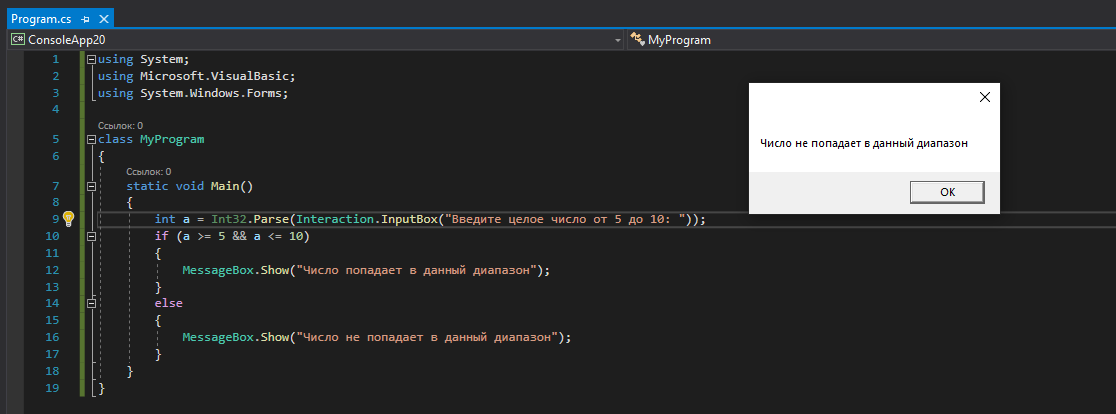 Program.cs
C# ConsoleApp20
MyProgram
1 using System;
2 using Microsoft.VisualBasic;
3 using System.Windows.Forms;
4
Ссылок: 0
5 class MyProgram
6 {
Ссылок: 0
7 static void Main()
8 {
9 int a = Int32.Parse(Interaction.InputBox("Введите целое число от 5 до 10: "));
10 if (a >= 5 && a <= 10)
11 {
12 MessageBox.Show("Число попадает в данный диапазон");
13 }
14 else
15 {
16 MessageBox.Show("Число не попадает в данный диапазон");
17 }
18 }
19 }
Число не попадает в данный диапазон
ОК